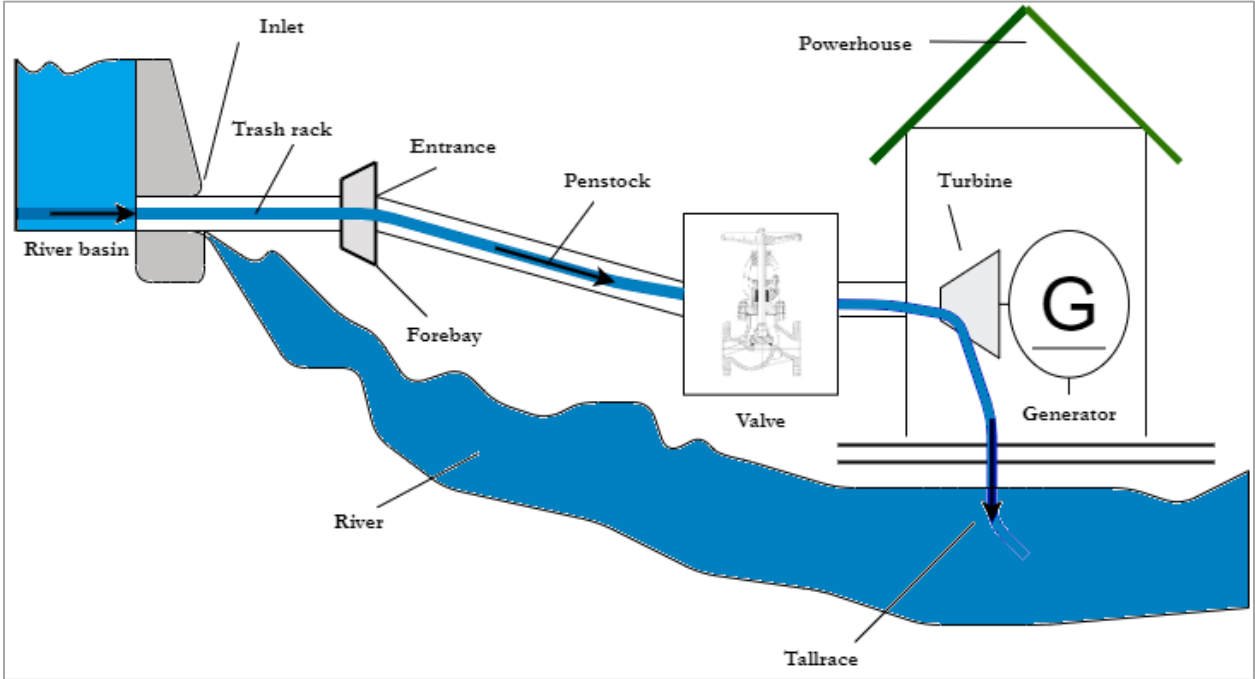 Inlet
Powerhouse
Trash rack
Entrance
Penstock
Turbine
River basin
G
Forebay
Valve
Generator
River
Tallrace